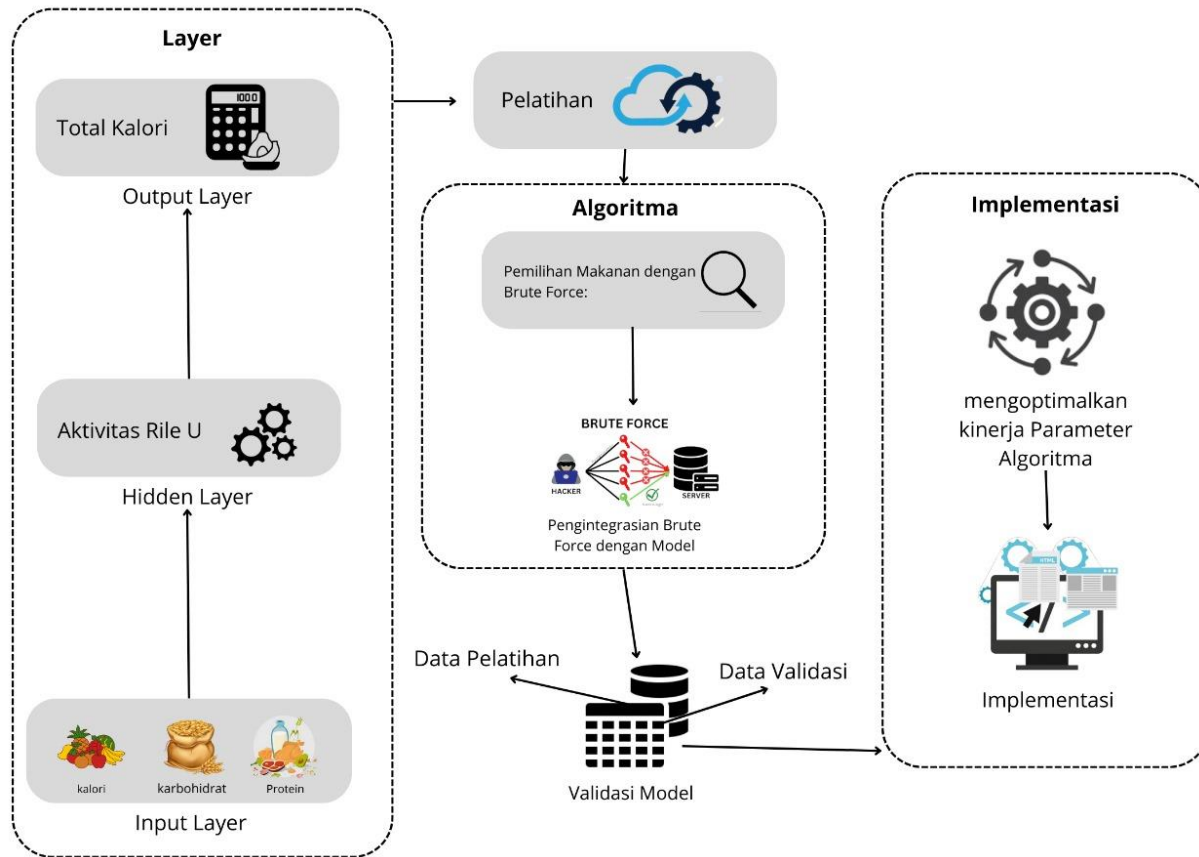 Layer
1000
Total Kalori
Output Layer
Aktivitas Rile U
Hidden Layer
kalori
karbohidrat
Protein
Input Layer
Pelatihan
Algoritma
Pemilihan Makanan dengan
Brute Force:
BRUTE FORCE
HACKER
SERVER
Pengintegrasian Brute
Force dengan Model
Data Pelatihan
Data Validasi
Validasi Model
Implementasi
mengoptimalkan
kinerja Parameter
Algoritma
HTML
Implementasi